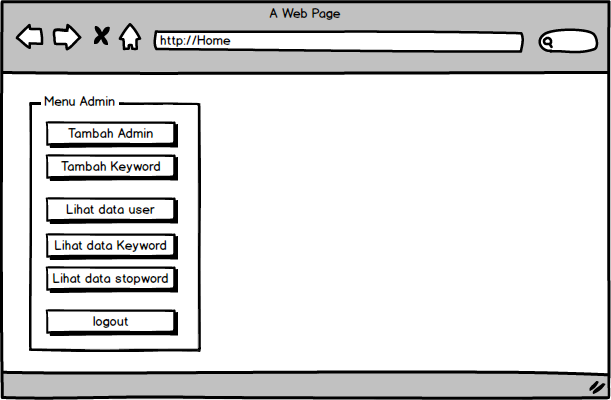 A Web Page
http://Home
Menu Admin
Tambah Admin
Tambah Keyword
Lihat data user
Lihat data Keyword
Lihat data stopword
logout